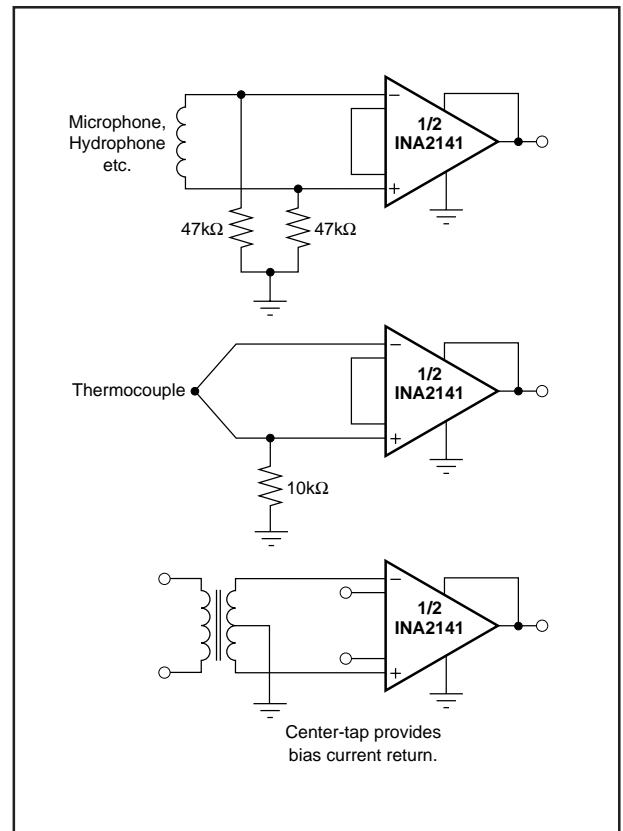 Microphone,
Hydrophone
etc.
1/2
INA2141
–
+
47kΩ
47kΩ
Thermocouple
1/2
INA2141
–
+
10kΩ
1/2
INA2141
–
+
Center-tap provides
bias current return.